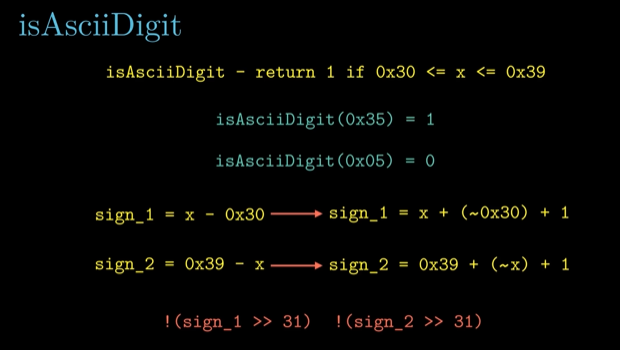 isAsciiDigit
isAsciiDigit - return 1 if 0x30 <= x <= 0x39
isAsciiDigit(0x35) = 1
isAsciiDigit(0x05) = 0
sign_1 = x - 0x30 sign_1 = x + (~0x30) + 1
sign_2 = 0x39 - x sign_2 = 0x39 + (~x) + 1
!(sign_1 >> 31) !(sign_2 >> 31)